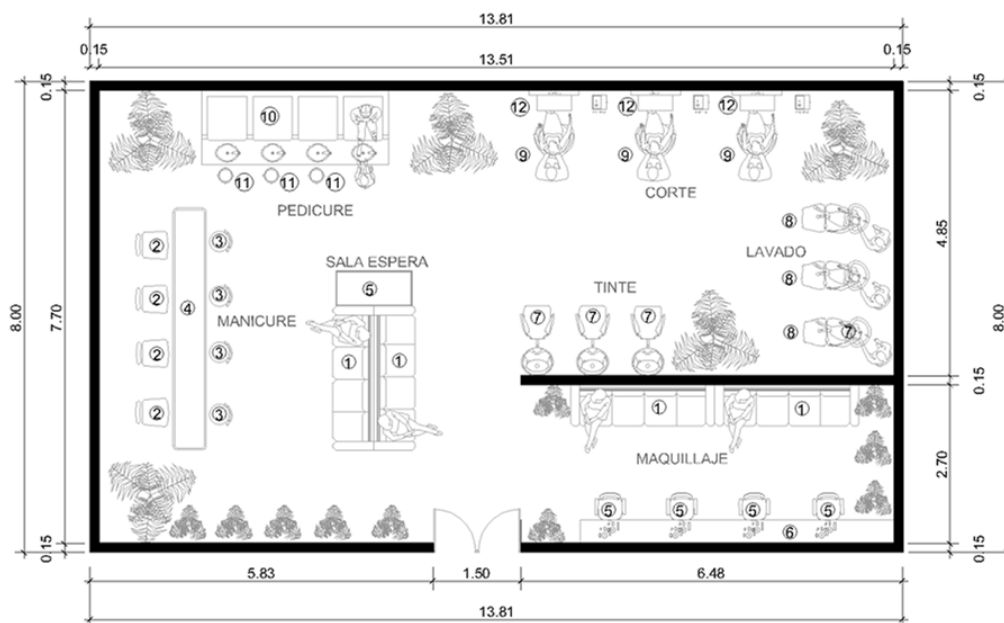 13.81
0.15 13.51 0.15
0.15 0.15
12 12 12
10
9 9 9
11 11 11
CORTE
PEDICURE
8
2 3
LAVADO
4.85
SALA ESPERA
8
5 TINTE
2 3
4 MANICURE
7 7 7
8 7
8.00 7.70 8.00
2 3
1 1
0.15
1 1
2 3
MAQUILLAJE
2.70
5 5 5 5
6
0.15 0.15
5.83 1.50 6.48
13.81